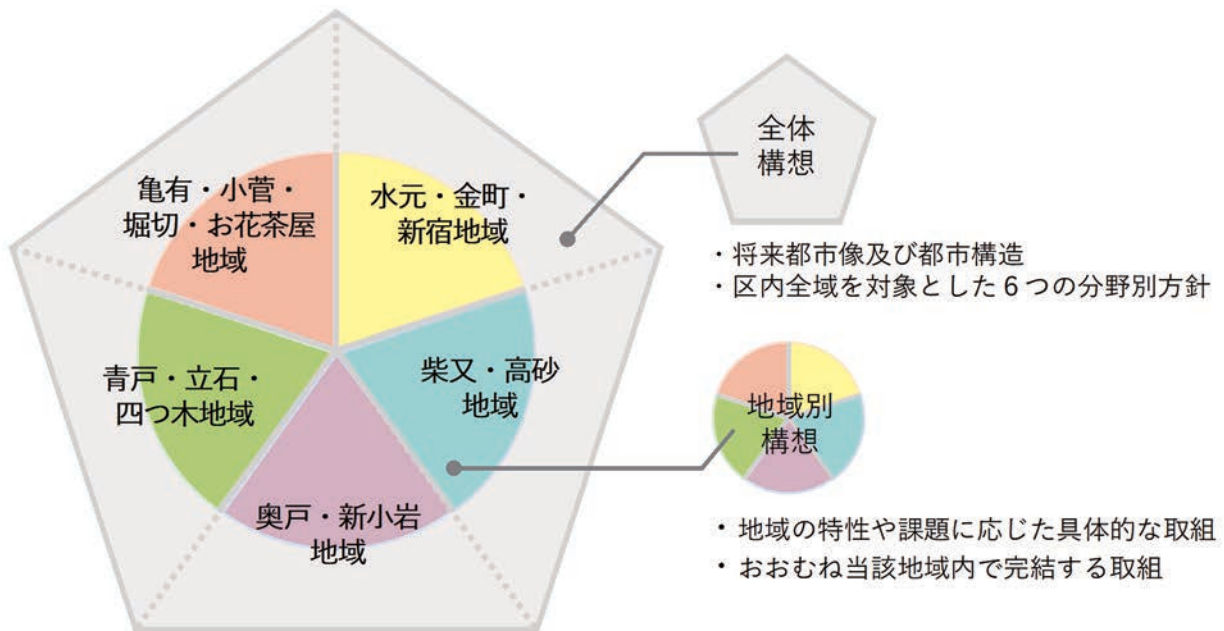 亀有・小菅・
堀切・お花茶屋
地域
水元・金町・
新宿地域
青戸・立石・
四つ木地域
柴又・高砂
地域
奥戸・新小岩
地域
全体
構想
・将来都市像及び都市構造
・区内全域を対象とした6つの分野別方針
地域別
構想
・地域の特性や課題に応じた具体的な取組
・おおむね当該地域内で完結する取組